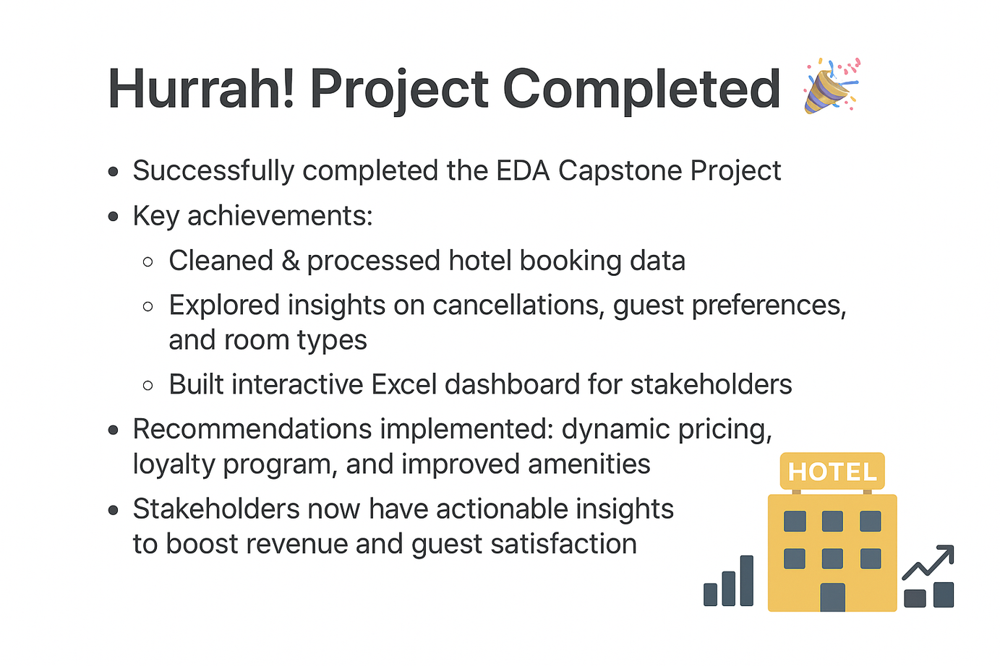 Hurrah! Project Completed 🎉
• Successfully completed the EDA Capstone Project
• Key achievements:
◦ Cleaned & processed hotel booking data
◦ Explored insights on cancellations, guest preferences,
and room types
◦ Built interactive Excel dashboard for stakeholders
• Recommendations implemented: dynamic pricing,
loyalty program, and improved amenities
• Stakeholders now have actionable insights
to boost revenue and guest satisfaction
HOTEL